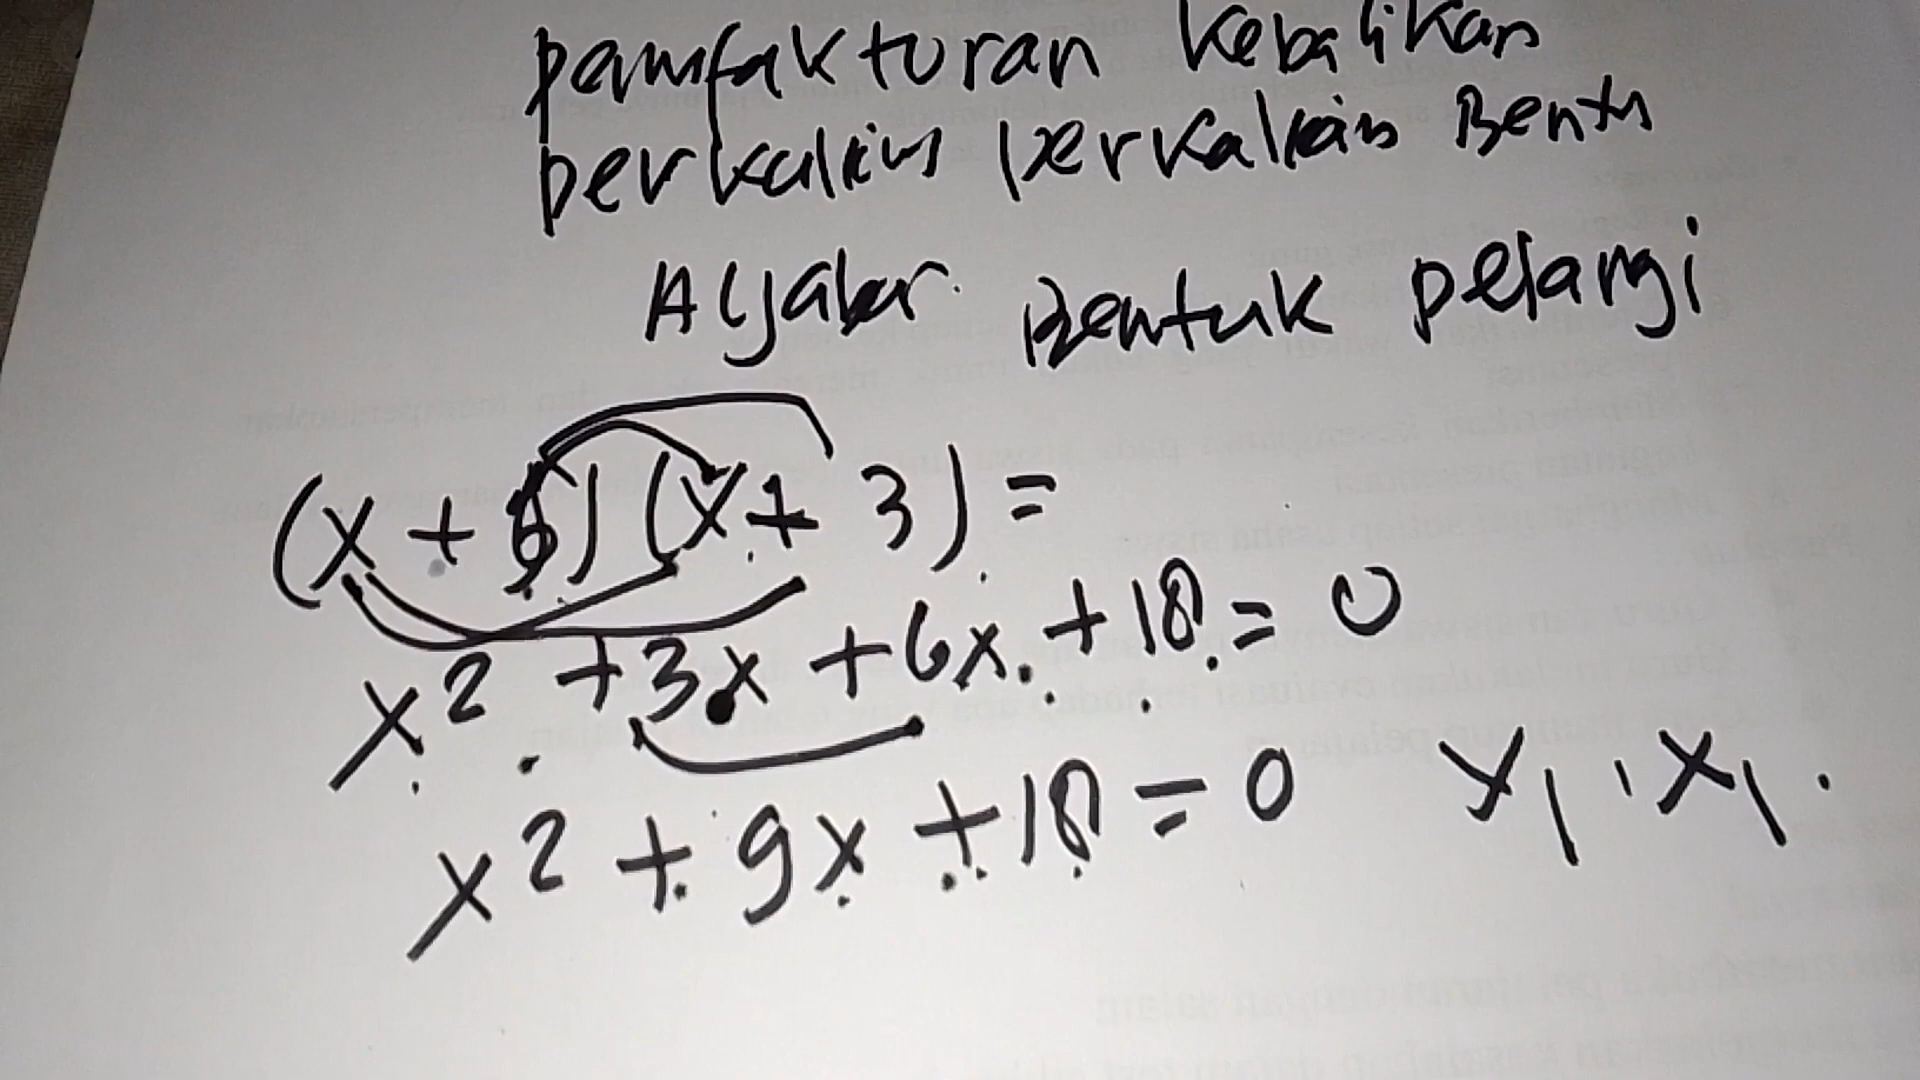 pemfakturan kebalikan
perkalian perkalian Bentu
Aljabar Bentuk pelangi
(x + 6) (x + 3) =
x² + 3x + 6x + 18 = 0
x² + 9x + 18 = 0 x₁, x₁.